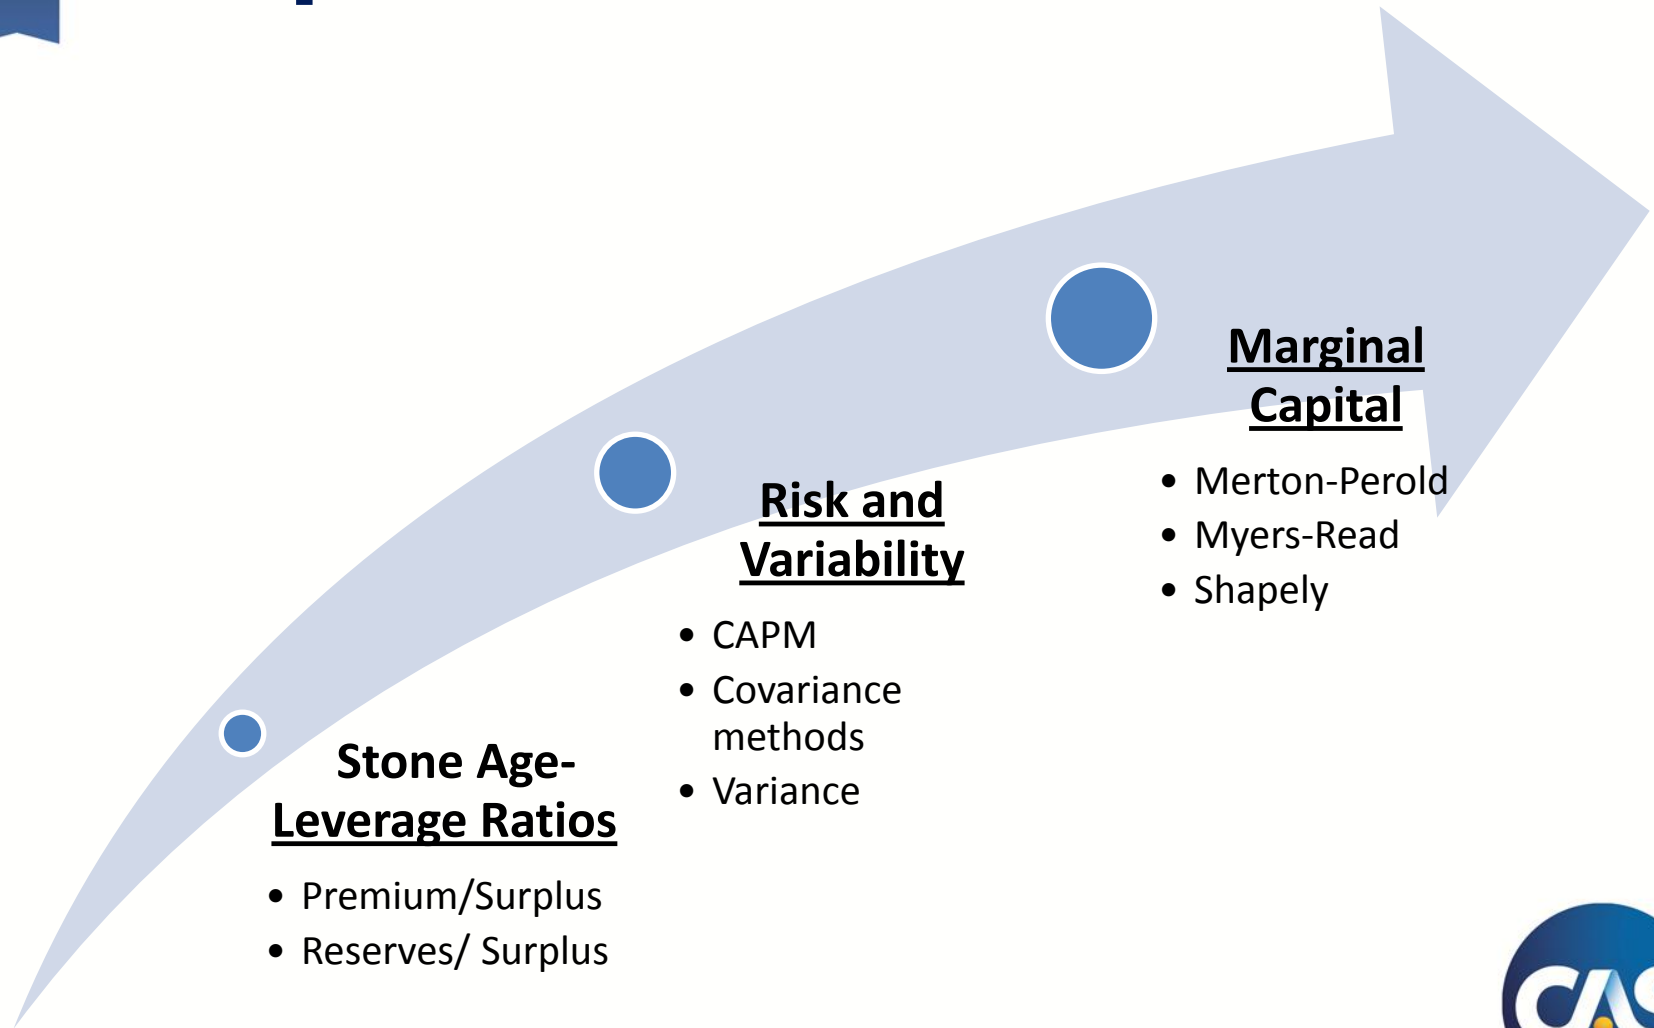 Stone Age-
Leverage Ratios
• Premium/Surplus
• Reserves/ Surplus
Risk and
Variability
• CAPM
• Covariance
methods
• Variance
Marginal
Capital
• Merton-Perold
• Myers-Read
• Shapely